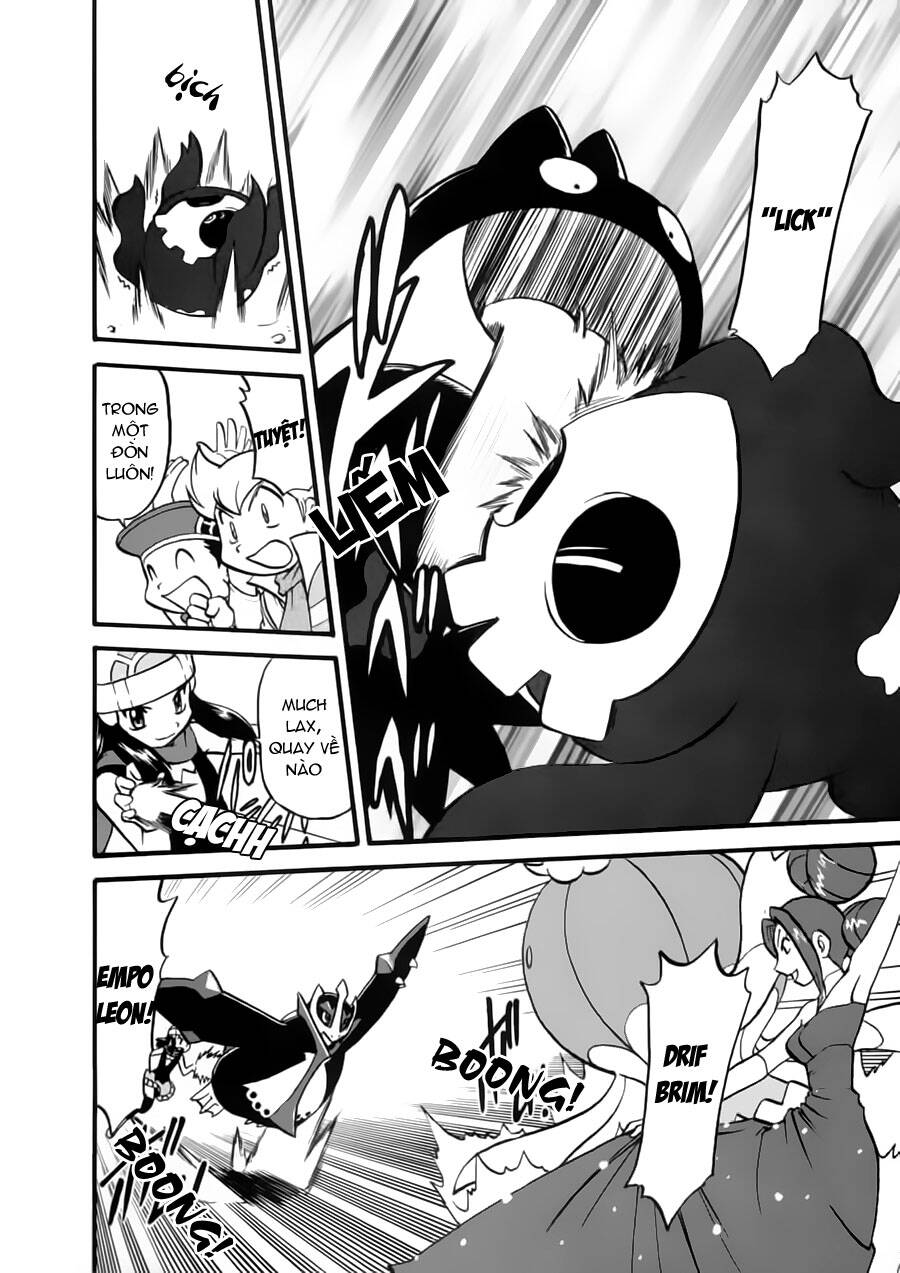 "LICK"
LIẾM
bịch
TUYỆT!
TRONG
MỘT
ĐÒN
LUÔN!
MUCH
LAX,
QUAY VỀ
NÀO
CẠCHH
DRIF
BRIM!
BOONG!
EMPO
LEON!
BOONG!